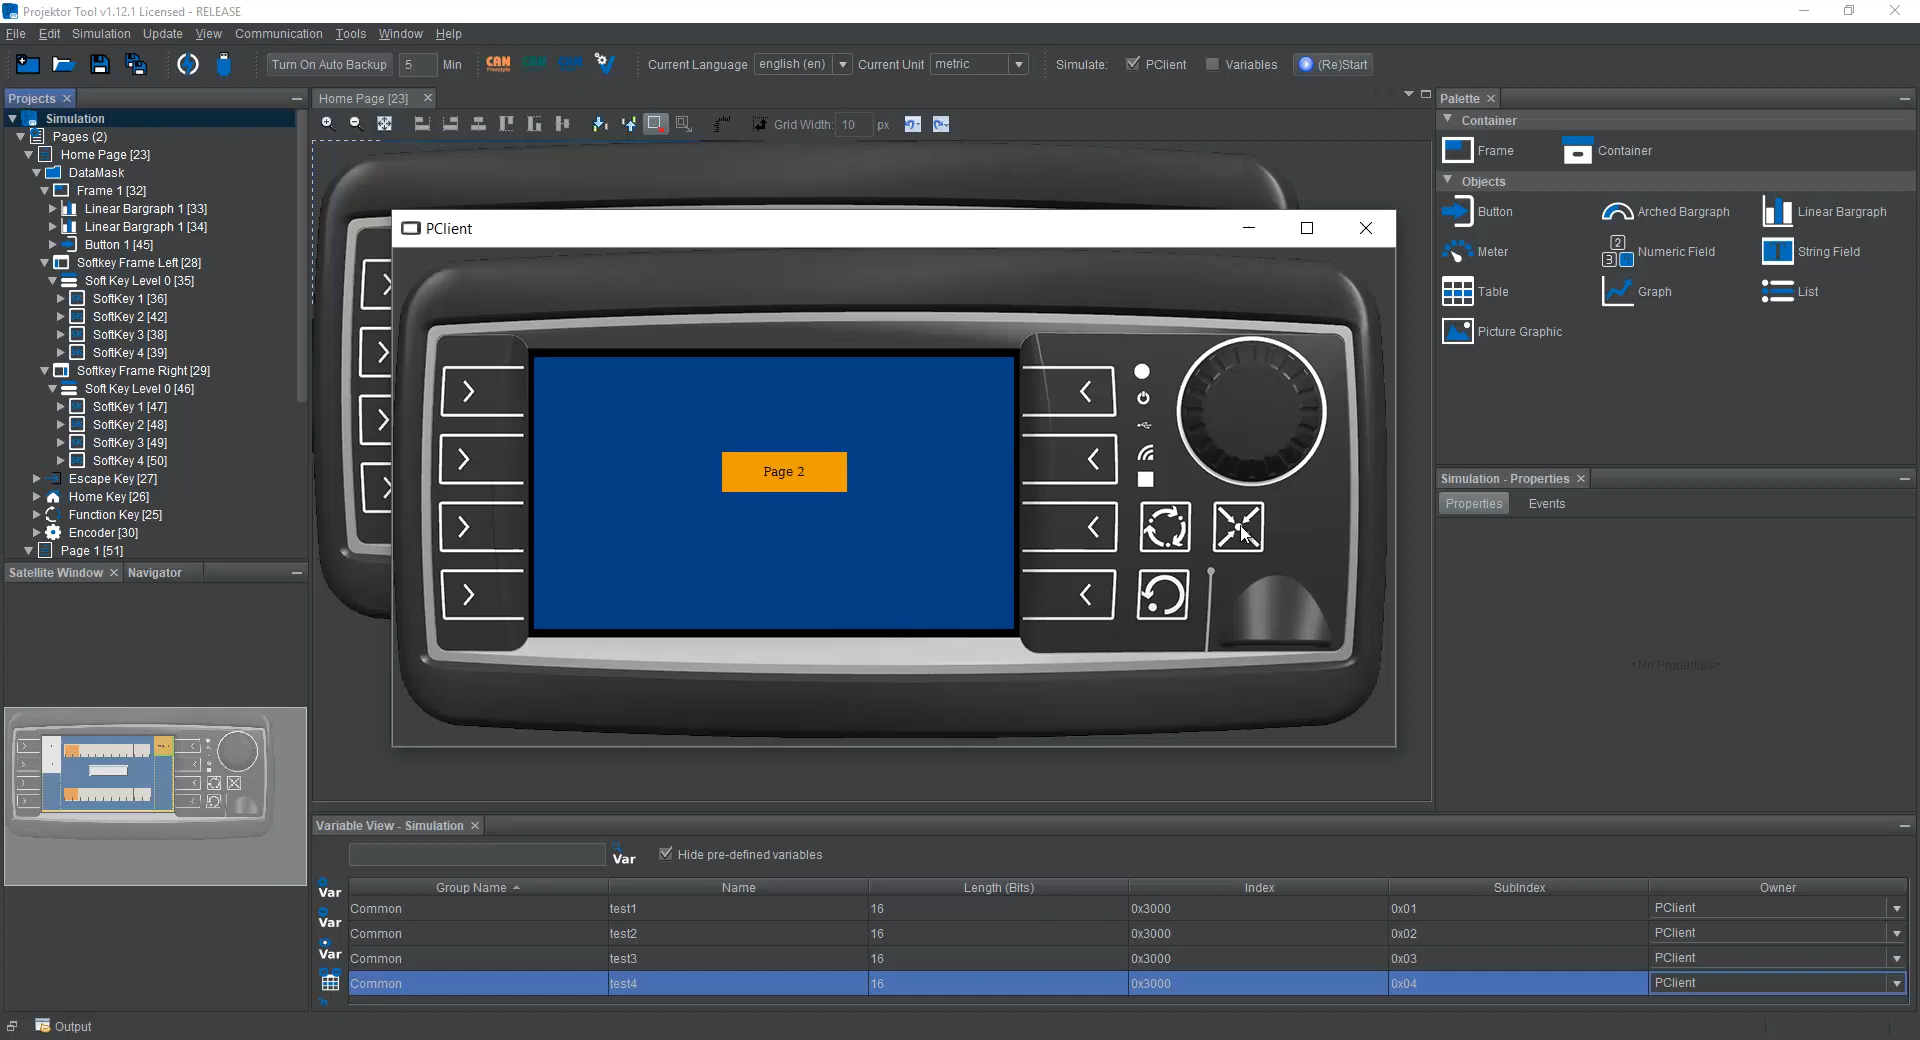 Projektor Tool v1.12.1 Licensed - RELEASE
File Edit Simulation Update View Communication Tools Window Help
Turn On Auto Backup 5 Min CAN freestyle Current Language english (en) Current Unit metric Simulate: PClient Variables (Re)Start
Projects
Home Page [23]
Palette
Simulation
Pages (2)
Home Page [23]
DataMask
Frame 1 [32]
Linear Bargraph 1 [33]
Linear Bargraph 1 [34]
Button 1 [45]
Softkey Frame Left [28]
Soft Key Level 0 [35]
SoftKey 1 [36]
SoftKey 2 [42]
SoftKey 3 [38]
SoftKey 4 [39]
Softkey Frame Right [29]
Soft Key Level 0 [46]
SoftKey 1 [47]
SoftKey 2 [48]
SoftKey 3 [49]
SoftKey 4 [50]
Escape Key [27]
Home Key [26]
Function Key [25]
Encoder [30]
Page 1 [51]
Satellite Window Navigator
Grid Width: 10 px
PClient
Page 2
Container
Frame Container
Objects
Button Arched Bargraph Linear Bargraph
Meter Numeric Field String Field
Table Graph List
Picture Graphic
Simulation - Properties
Properties Events
<No Properties>
Variable View - Simulation
Var Hide pre-defined variables
Var
Var
Var
Group Name Name Length (Bits) Index SubIndex Owner
Common test1 16 0x3000 0x01 PClient
Common test2 16 0x3000 0x02 PClient
Common test3 16 0x3000 0x03 PClient
Common test4 16 0x3000 0x04 PClient
Output